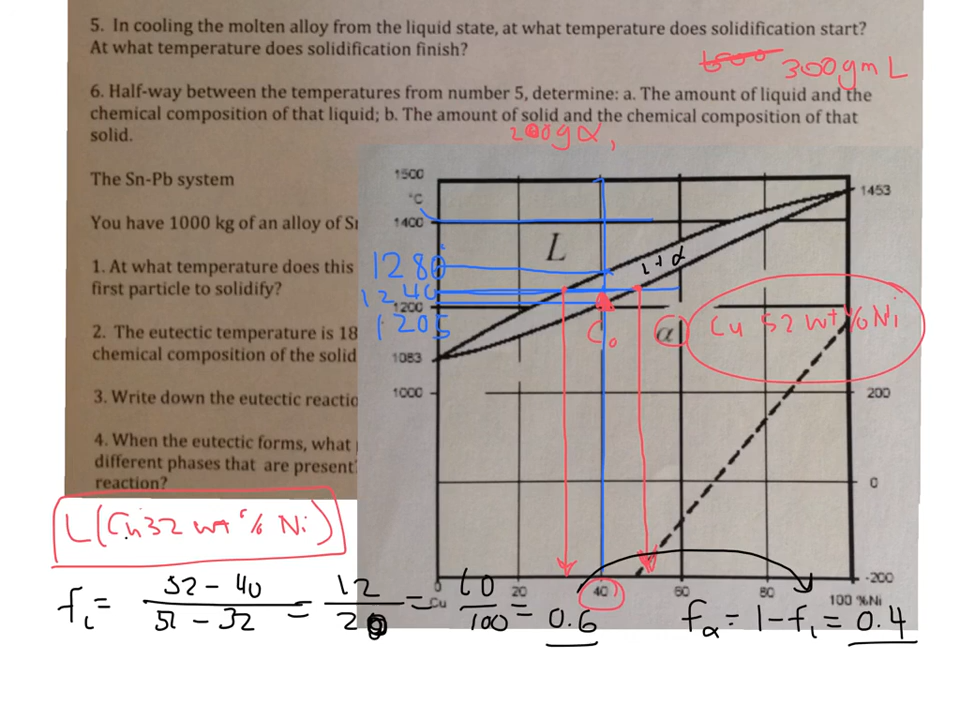 5. In cooling the molten alloy from the liquid state, at what temperature does solidification start?
At what temperature does solidification finish?
300gm L
6. Half-way between the temperatures from number 5, determine: a. The amount of liquid and the
chemical composition of that liquid; b. The amount of solid and the chemical composition of that
solid.
200g α,
The Sn-Pb system
You have 1000 kg of an alloy of
1. At what temperature does this
first particle to solidify?
2. The eutectic temperature is 18
chemical composition of the solid
3. Write down the eutectic
4. When the eutectic forms, what
different phases that are present?
reaction?
1500
°C
1400
1200
1083
1000
1453
200
0
-200
L
L+α
α
1280
1240
1205
C₀
Cu 52 wt % Ni
L(Cu 32 wt % Ni)
0
Cu
20
40
60
80
100 %Ni
fL = 52-40 / 52-32 = 12 / 20 = 60 / 100 = 0.6
fα = 1-fL = 0.4